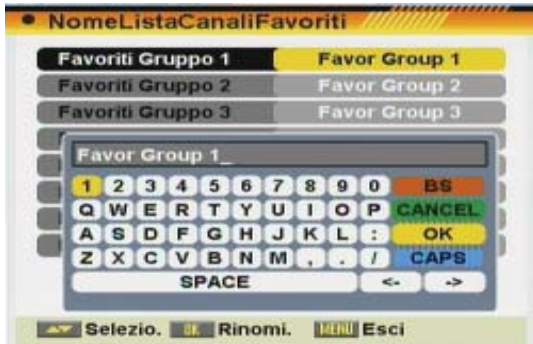 NomeListaCanaliFavoriti
Favoriti Gruppo 1 Favor Group 1
Favoriti Gruppo 2 Favor Group 2
Favoriti Gruppo 3 Favor Group 3
Favor Group 1_
1 2 3 4 5 6 7 8 9 0 BS
Q W E R T Y U I O P CANCEL
A S D F G H J K L : OK
Z X C V B N M , . / CAPS
SPACE <- ->
Selezio. OK Rinomi. MENU Esci